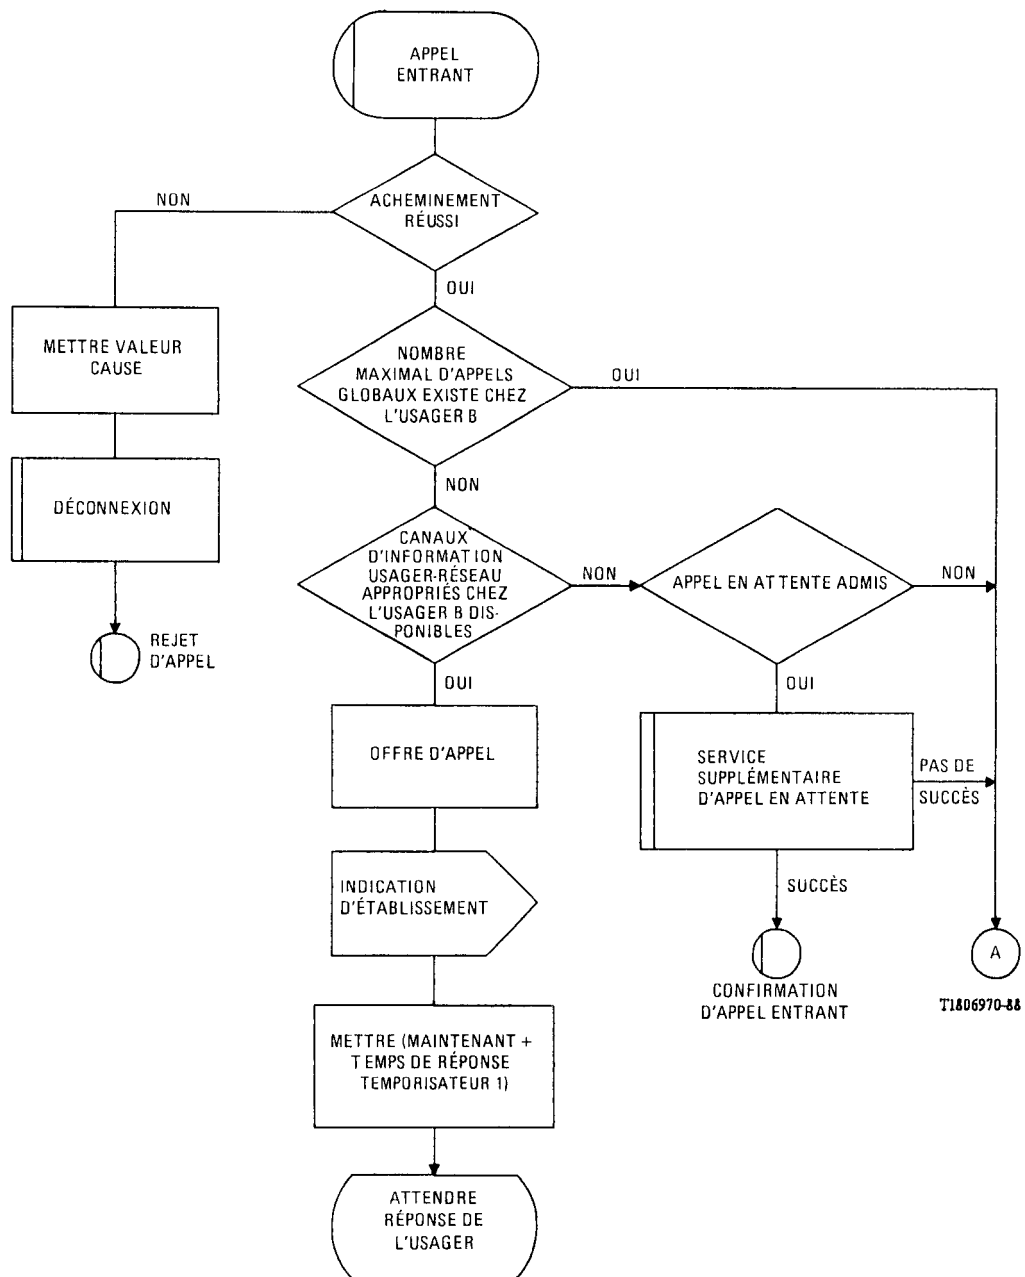 APPEL
ENTRANT
ACHEMINEMENT
RÉUSSI
NON
OUI
METTRE VALEUR
CAUSE
NOMBRE
MAXIMAL D'APPELS
GLOBAUX EXISTE CHEZ
L'USAGER B
OUI
NON
DÉCONNEXION
CANAUX
D'INFORMATION
USAGER-RÉSEAU
APPROPRIÉS CHEZ
L'USAGER B DIS-
PONIBLES
NON
APPEL EN ATTENTE ADMIS
NON
REJET
D'APPEL
OUI
OUI
OFFRE D'APPEL
SERVICE
SUPPLÉMENTAIRE
D'APPEL EN ATTENTE
PAS DE
SUCCÈS
INDICATION
D'ÉTABLISSEMENT
SUCCÈS
A
CONFIRMATION
D'APPEL ENTRANT
T1806970-88
METTRE (MAINTENANT +
TEMPS DE RÉPONSE
TEMPORISATEUR 1)
ATTENDRE
RÉPONSE DE
L'USAGER